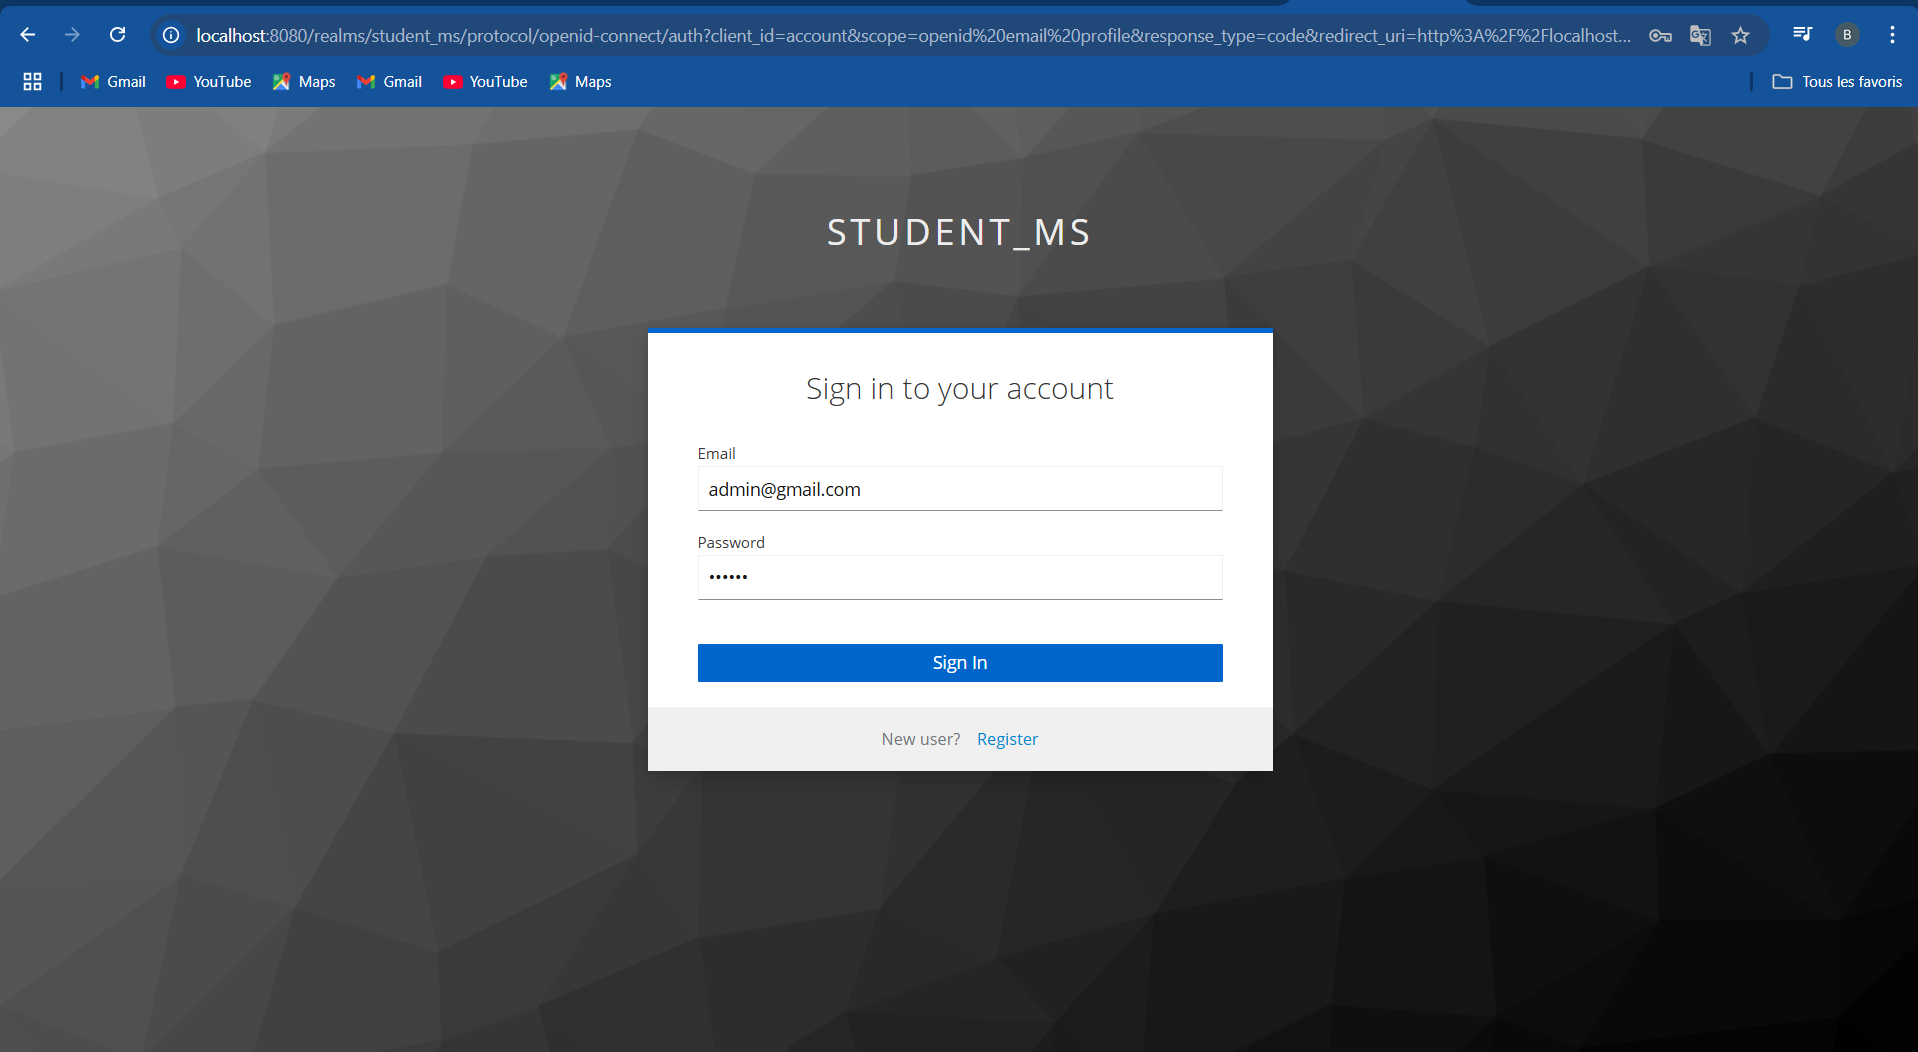 localhost:8080/realms/student_ms/protocol/openid-connect/auth?client_id=account&scope=openid%20email%20profile&response_type=code&redirect_uri=http%3A%2F%2Flocalhost...
B
Gmail YouTube Maps Gmail YouTube Maps Tous les favoris
STUDENT_MS
Sign in to your account
Email
admin@gmail.com
Password
••••••
Sign In
New user? Register